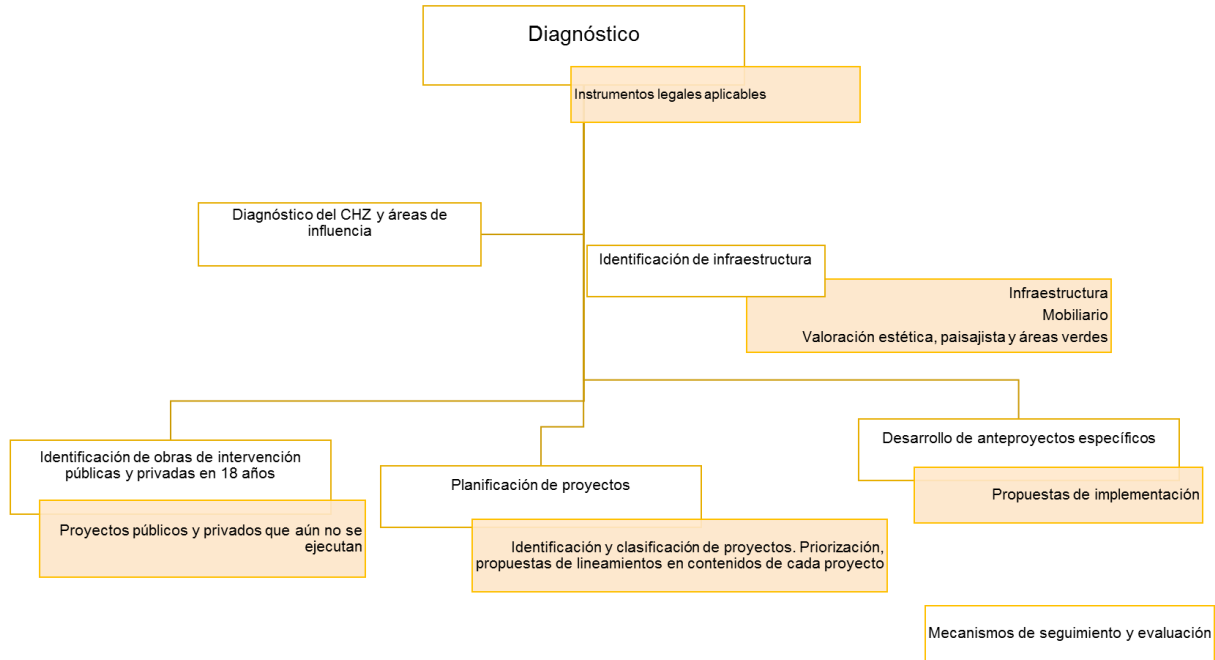 Diagnóstico
Instrumentos legales aplicables
Diagnóstico del CHZ y áreas de
influencia
Identificación de infraestructura
Infraestructura
Mobiliario
Valoración estética, paisajista y áreas verdes
Identificación de obras de intervención
públicas y privadas en 18 años
Proyectos públicos y privados que aún no se
ejecutan
Planificación de proyectos
Identificación y clasificación de proyectos. Priorización,
propuestas de lineamientos en contenidos de cada proyecto
Desarrollo de anteproyectos específicos
Propuestas de implementación
Mecanismos de seguimiento y evaluación